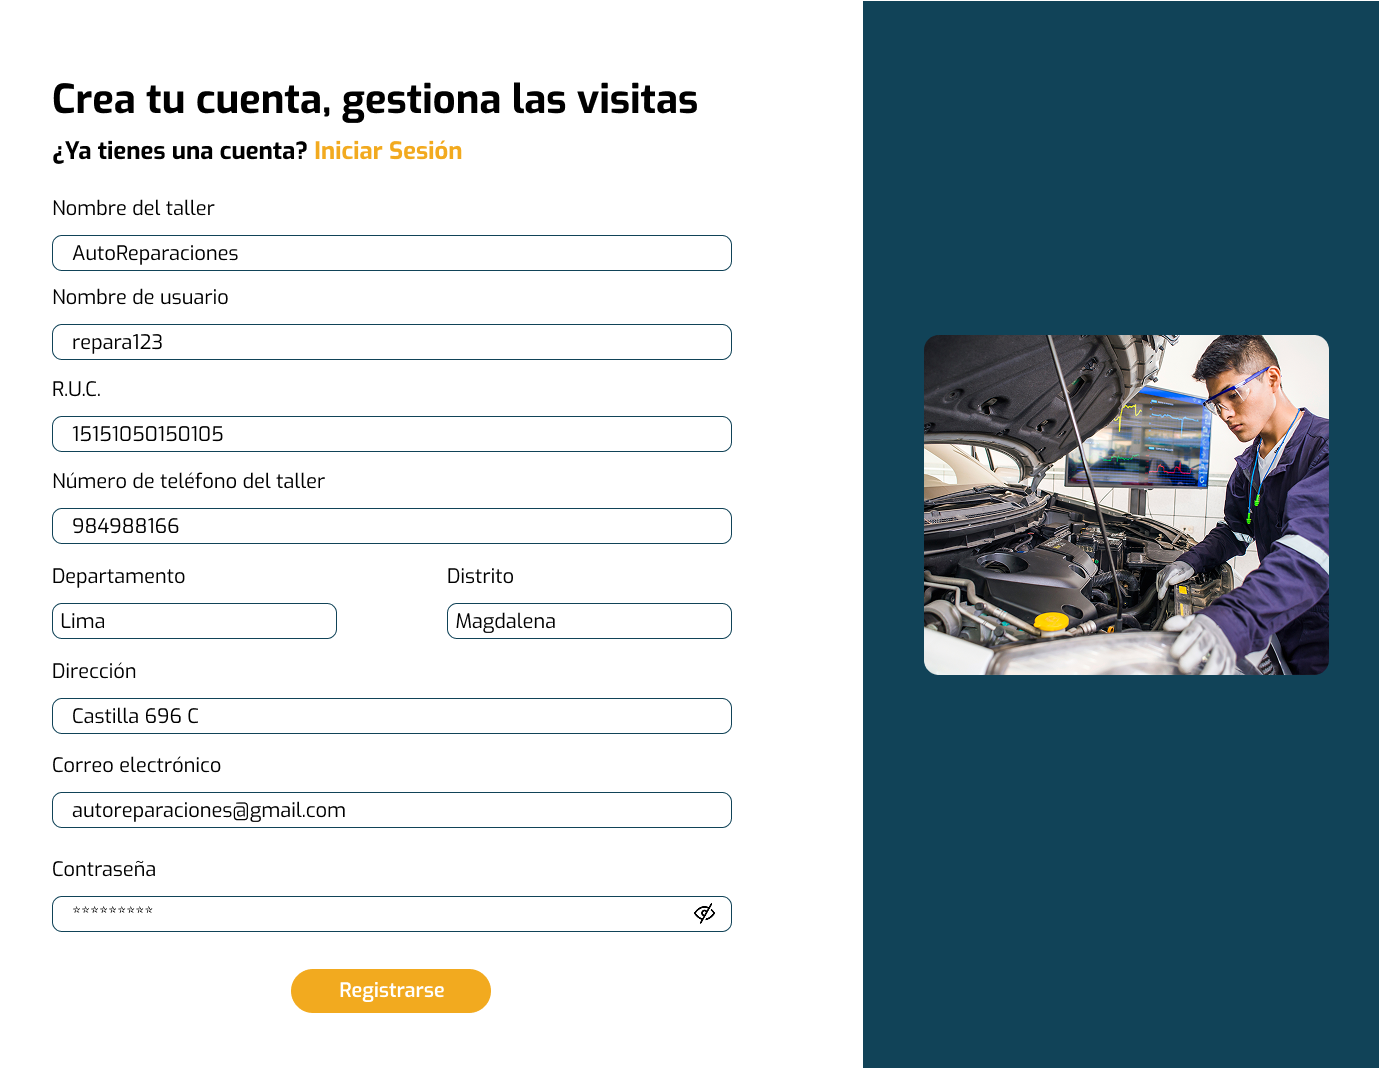 Crea tu cuenta, gestiona las visitas
¿Ya tienes una cuenta? Iniciar Sesión
Nombre del taller
AutoReparaciones
Nombre de usuario
repara123
R.U.C.
15151050150105
Número de teléfono del taller
984988166
Departamento
Distrito
Lima
Magdalena
Dirección
Castilla 696 C
Correo electrónico
autoreparaciones@gmail.com
Contraseña
*********
Registrarse